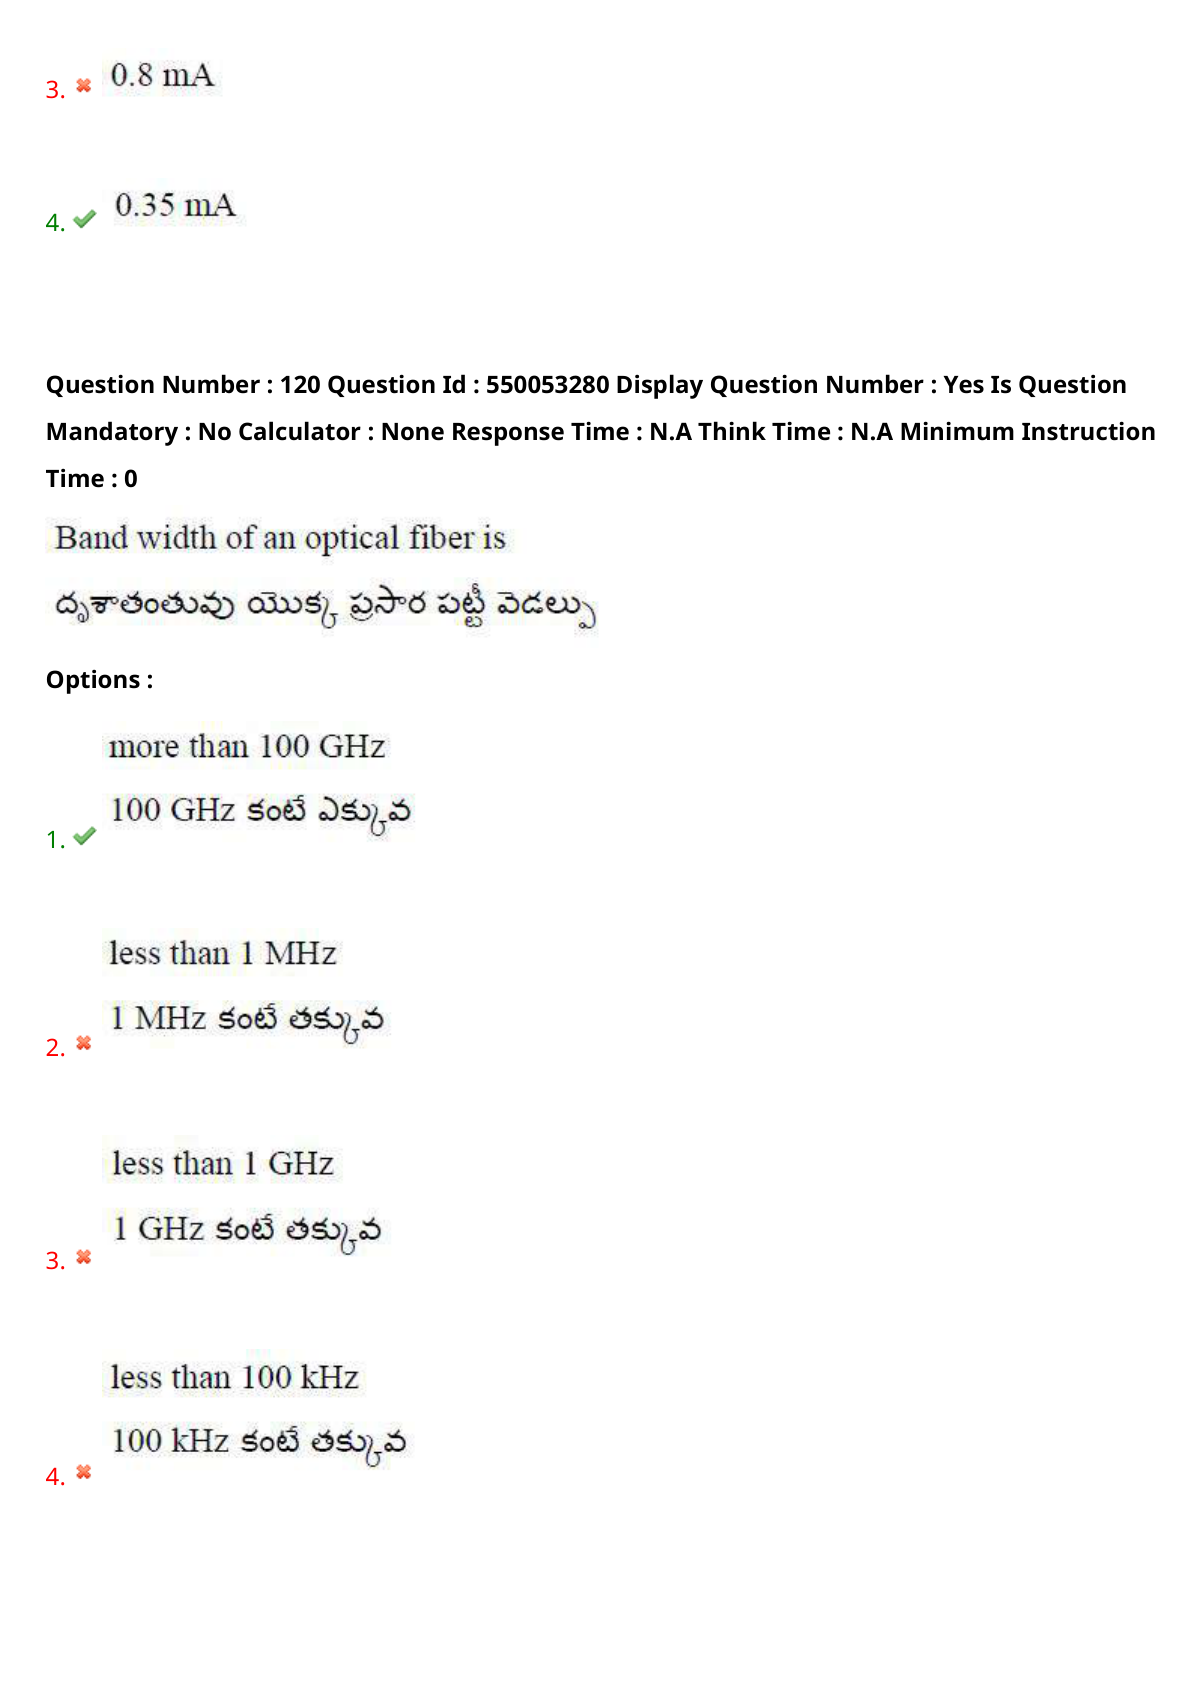 3. 0.8 mA
4. 0.35 mA
Question Number : 120 Question Id : 550053280 Display Question Number : Yes Is Question
Mandatory : No Calculator : None Response Time : N.A Think Time : N.A Minimum Instruction
Time : 0
Band width of an optical fiber is
దృశాతంతువు యొక్క ప్రసార పట్టీ వెడల్పు
Options :
more than 100 GHz
100 GHz కంటే ఎక్కువ
1.
less than 1 MHz
1 MHz కంటే తక్కువ
2.
less than 1 GHz
1 GHz కంటే తక్కువ
3.
less than 100 kHz
100 kHz కంటే తక్కువ
4.